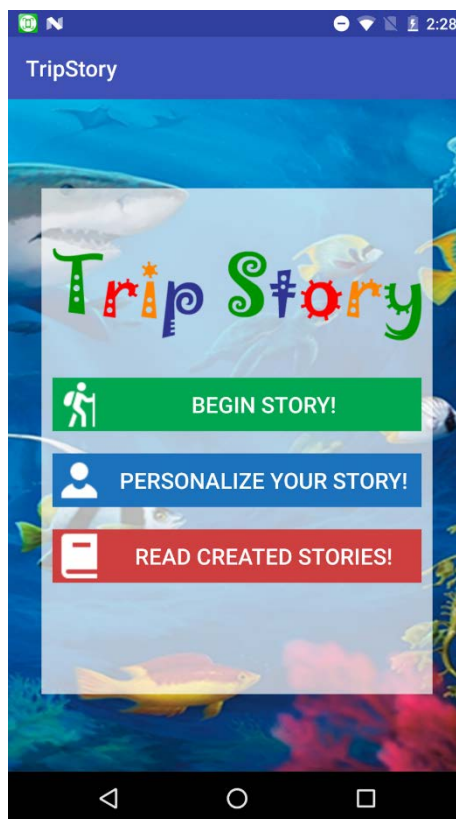 2:28
TripStory
Trip Story
BEGIN STORY!
PERSONALIZE YOUR STORY!
READ CREATED STORIES!